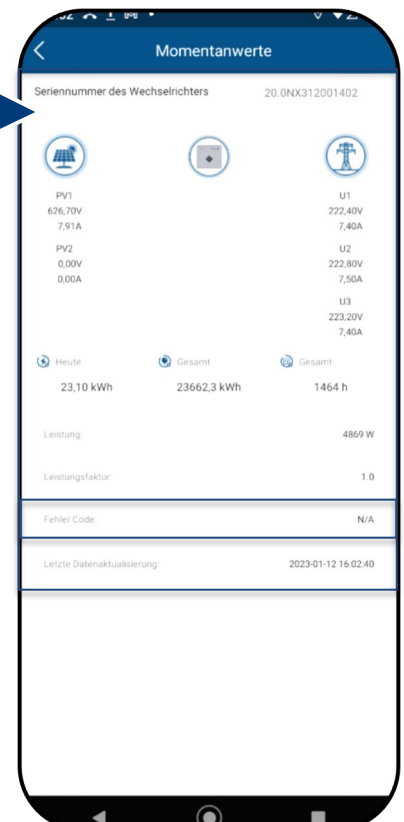 Momentanwerte
Seriennummer des Wechselrichters 20.0NX312001402
PV1 U1
626,70V 222,40V
7,91A 7,40A
PV2 U2
0,00V 222,80V
0,00A 7,50A
U3
223,20V
7,40A
Heute Gesamt Gesamt
23,10 kWh 23662,3 kWh 1464 h
Leistung: 4869 W
Leistungsfaktor: 1.0
Fehler Code: N/A
Letzte Datenaktualisierung: 2023-01-12 16:02:40